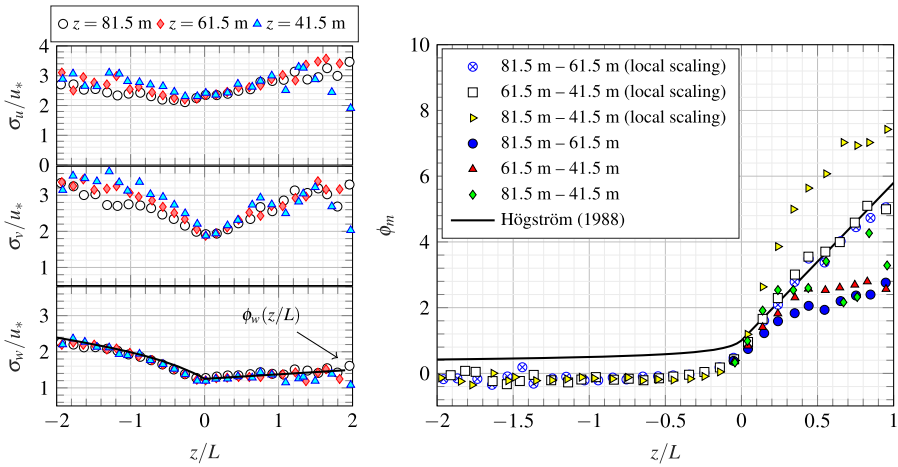 z = 81.5 m z = 61.5 m z = 41.5 m
4
3
2
1
0
σu/u*
3
2
1
σv/u*
3
2
1
σw/u*
ϕw(z/L)
−2 −1 0 1 2
z/L
10
8
6
4
2
0
ϕm
81.5 m – 61.5 m (local scaling)
61.5 m – 41.5 m (local scaling)
81.5 m – 41.5 m (local scaling)
81.5 m – 61.5 m
61.5 m – 41.5 m
81.5 m – 41.5 m
Högström (1988)
−2 −1.5 −1 −0.5 0 0.5 1
z/L